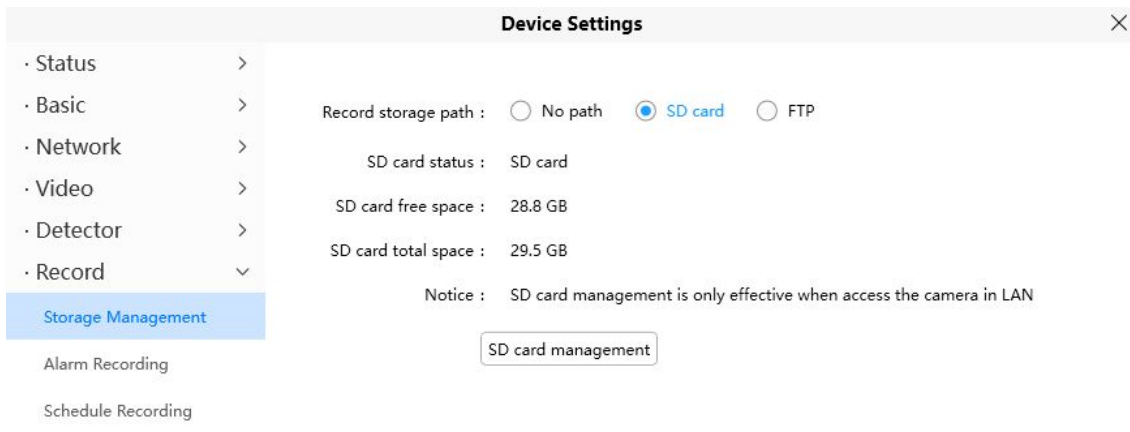 Device Settings
· Status
· Basic
· Network
· Video
· Detector
· Record
Storage Management
Alarm Recording
Schedule Recording
Record storage path : No path SD card FTP
SD card status : SD card
SD card free space : 28.8 GB
SD card total space : 29.5 GB
Notice : SD card management is only effective when access the camera in LAN
SD card management